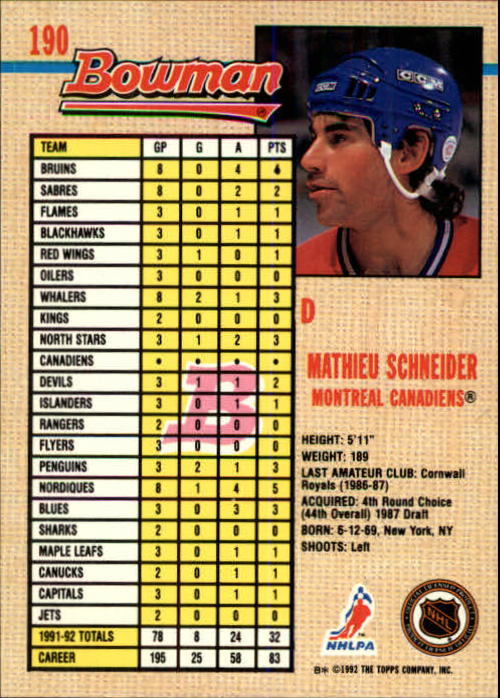 190
Bowman
CCM
TEAM GP G A PTS
BRUINS 8 0 4 4
SABRES 8 0 2 2
FLAMES 3 0 1 1
BLACKHAWKS 3 0 1 1
RED WINGS 3 1 0 1
OILERS 3 0 0 0
WHALERS 8 2 1 3
KINGS 2 0 0 0
NORTH STARS 3 1 2 3
CANADIENS • • • •
DEVILS 3 1 1 2
ISLANDERS 3 0 1 1
RANGERS 2 0 0 0
FLYERS 3 0 0 0
PENGUINS 3 2 1 3
NORDIQUES 8 1 4 5
BLUES 3 0 3 3
SHARKS 2 0 0 0
MAPLE LEAFS 3 0 1 1
CANUCKS 2 0 1 1
CAPITALS 3 0 1 1
JETS 2 0 0 0
1991-92 TOTALS 78 8 24 32
CAREER 195 25 58 83
B
D
MATHIEU SCHNEIDER
MONTREAL CANADIENS®
HEIGHT: 5'11"
WEIGHT: 189
LAST AMATEUR CLUB: Cornwall
Royals (1986-87)
ACQUIRED: 4th Round Choice
(44th Overall) 1987 Draft
BORN: 6-12-69, New York, NY
SHOOTS: Left
NHLPA
NHL
B* ©1992 THE TOPPS COMPANY, INC.